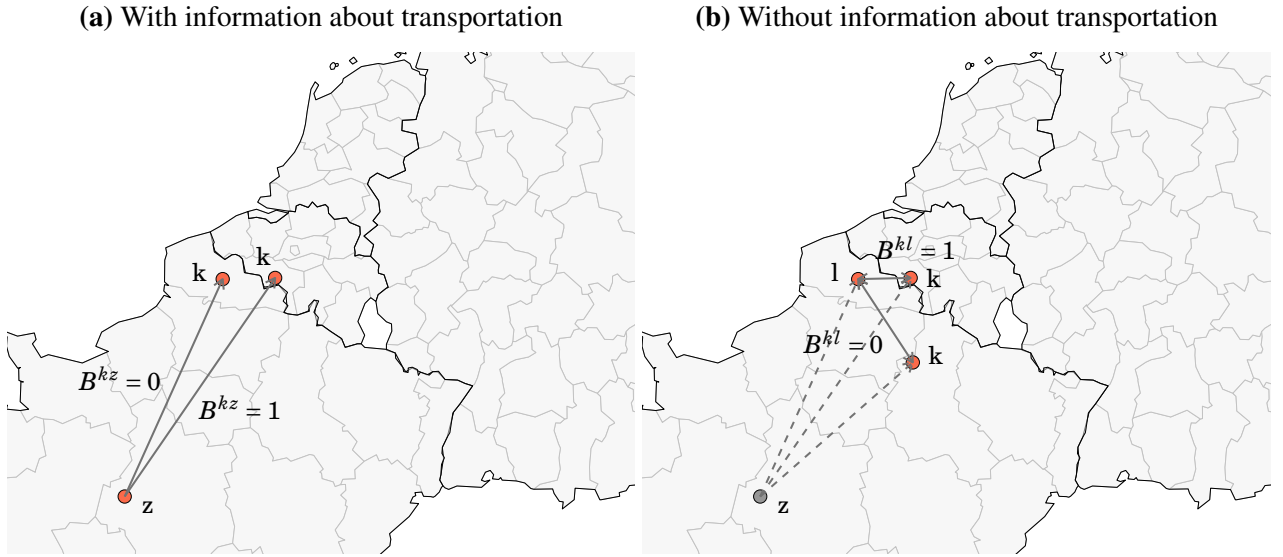 (a) With information about transportation
k
k
B^{kz} = 0
B^{kz} = 1
z
(b) Without information about transportation
B^{kl} = 1
l
k
B^{kl} = 0
k
z